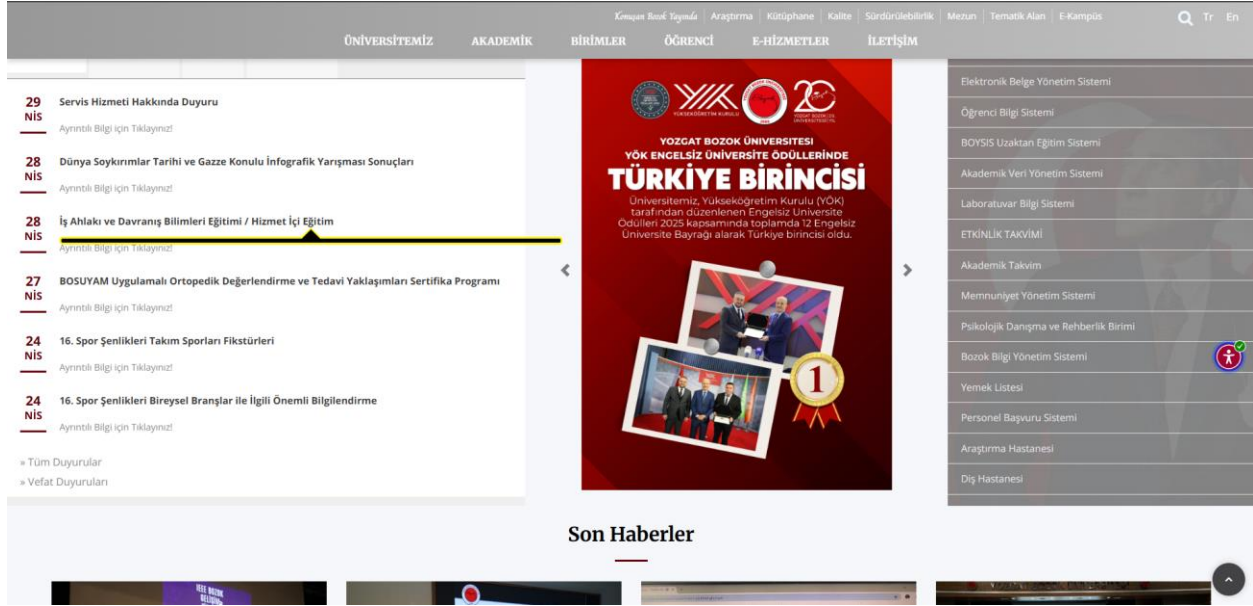 Konuşan Bozok Yayında
Araştırma
Kütüphane
Kalite
Sürdürülebilirlik
Mezun
Tematik Alan
E-Kampüs
Tr
En
ÜNİVERSİTEMİZ
AKADEMİK
BİRİMLER
ÖĞRENCİ
E-HİZMETLER
İLETİŞİM
29
NİS
Servis Hizmeti Hakkında Duyuru
Ayrıntılı Bilgi için Tıklayınız!
28
NİS
Dünya Soykırımlar Tarihi ve Gazze Konulu İnfografik Yarışması Sonuçları
Ayrıntılı Bilgi için Tıklayınız!
28
NİS
İş Ahlakı ve Davranış Bilimleri Eğitimi / Hizmet İçi Eğitim
Ayrıntılı Bilgi için Tıklayınız!
27
NİS
BOSUYAM Uygulamalı Ortopedik Değerlendirme ve Tedavi Yaklaşımları Sertifika Programı
Ayrıntılı Bilgi için Tıklayınız!
24
NİS
16. Spor Şenlikleri Takım Sporları Fikstürleri
Ayrıntılı Bilgi için Tıklayınız!
24
NİS
16. Spor Şenlikleri Bireysel Branşlar ile İlgili Önemli Bilgilendirme
Ayrıntılı Bilgi için Tıklayınız!
» Tüm Duyurular
» Vefat Duyuruları
YÜKSEKÖĞRETİM KURULU
20
YOZGAT BOZOK ÜNİVERSITESI
YÖK ENGELSİZ ÜNİVERSİTE ÖDÜLLERİNDE
TÜRKİYE BİRİNCİSİ
Üniversitemiz, Yükseköğretim Kurulu (YÖK)
tarafından düzenlenen Engelsiz Üniversite
Ödülleri 2025 kapsamında toplamda 12 Engelsiz
Üniversite Bayrağı alarak Türkiye birincisi oldu.
1
Elektronik Belge Yönetim Sistemi
Öğrenci Bilgi Sistemi
BOYSIS Uzaktan Eğitim Sistemi
Akademik Veri Yönetim Sistemi
Laboratuvar Bilgi Sistemi
ETKİNLİK TAKVİMİ
Akademik Takvim
Memnuniyet Yönetim Sistemi
Psikolojik Danışma ve Rehberlik Birimi
Bozok Bilgi Yönetim Sistemi
Yemek Listesi
Personel Başvuru Sistemi
Araştırma Hastanesi
Diş Hastanesi
Son Haberler
IEEE BOZOK